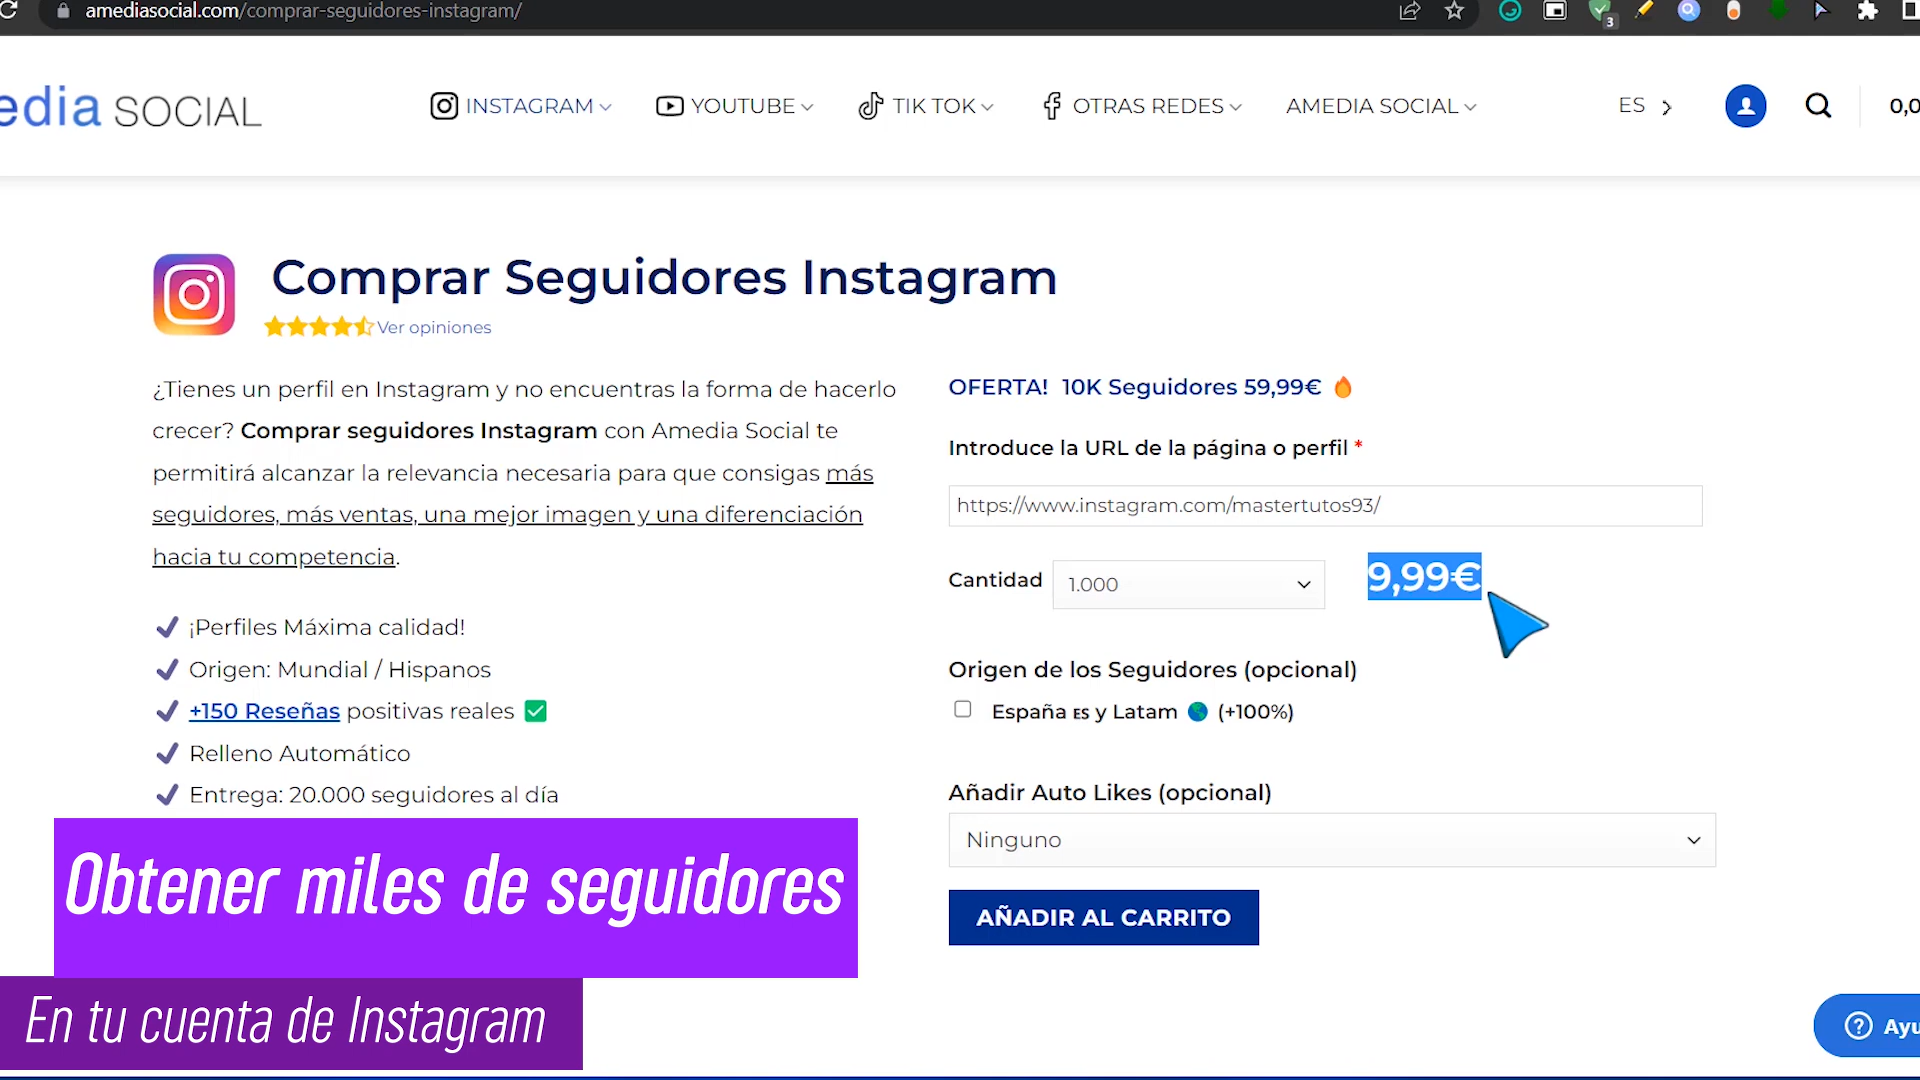 amediasocial.com/comprar-seguidores-instagram/
3
edia SOCIAL
INSTAGRAM
YOUTUBE
TIK TOK
OTRAS REDES
AMEDIA SOCIAL
ES
0,0
Comprar Seguidores Instagram
Ver opiniones
¿Tienes un perfil en Instagram y no encuentras la forma de hacerlo
crecer? Comprar seguidores Instagram con Amedia Social te
permitirá alcanzar la relevancia necesaria para que consigas más
seguidores, más ventas, una mejor imagen y una diferenciación
hacia tu competencia.
¡Perfiles Máxima calidad!
Origen: Mundial / Hispanos
+150 Reseñas positivas reales ✅
Relleno Automático
Entrega: 20.000 seguidores al día
OFERTA! 10K Seguidores 59,99€ 🔥
Introduce la URL de la página o perfil *
https://www.instagram.com/mastertutos93/
Cantidad
1.000
9,99€
Origen de los Seguidores (opcional)
España ES y Latam 🌎 (+100%)
Añadir Auto Likes (opcional)
Ninguno
AÑADIR AL CARRITO
Obtener miles de seguidores
En tu cuenta de Instagram
Ayu